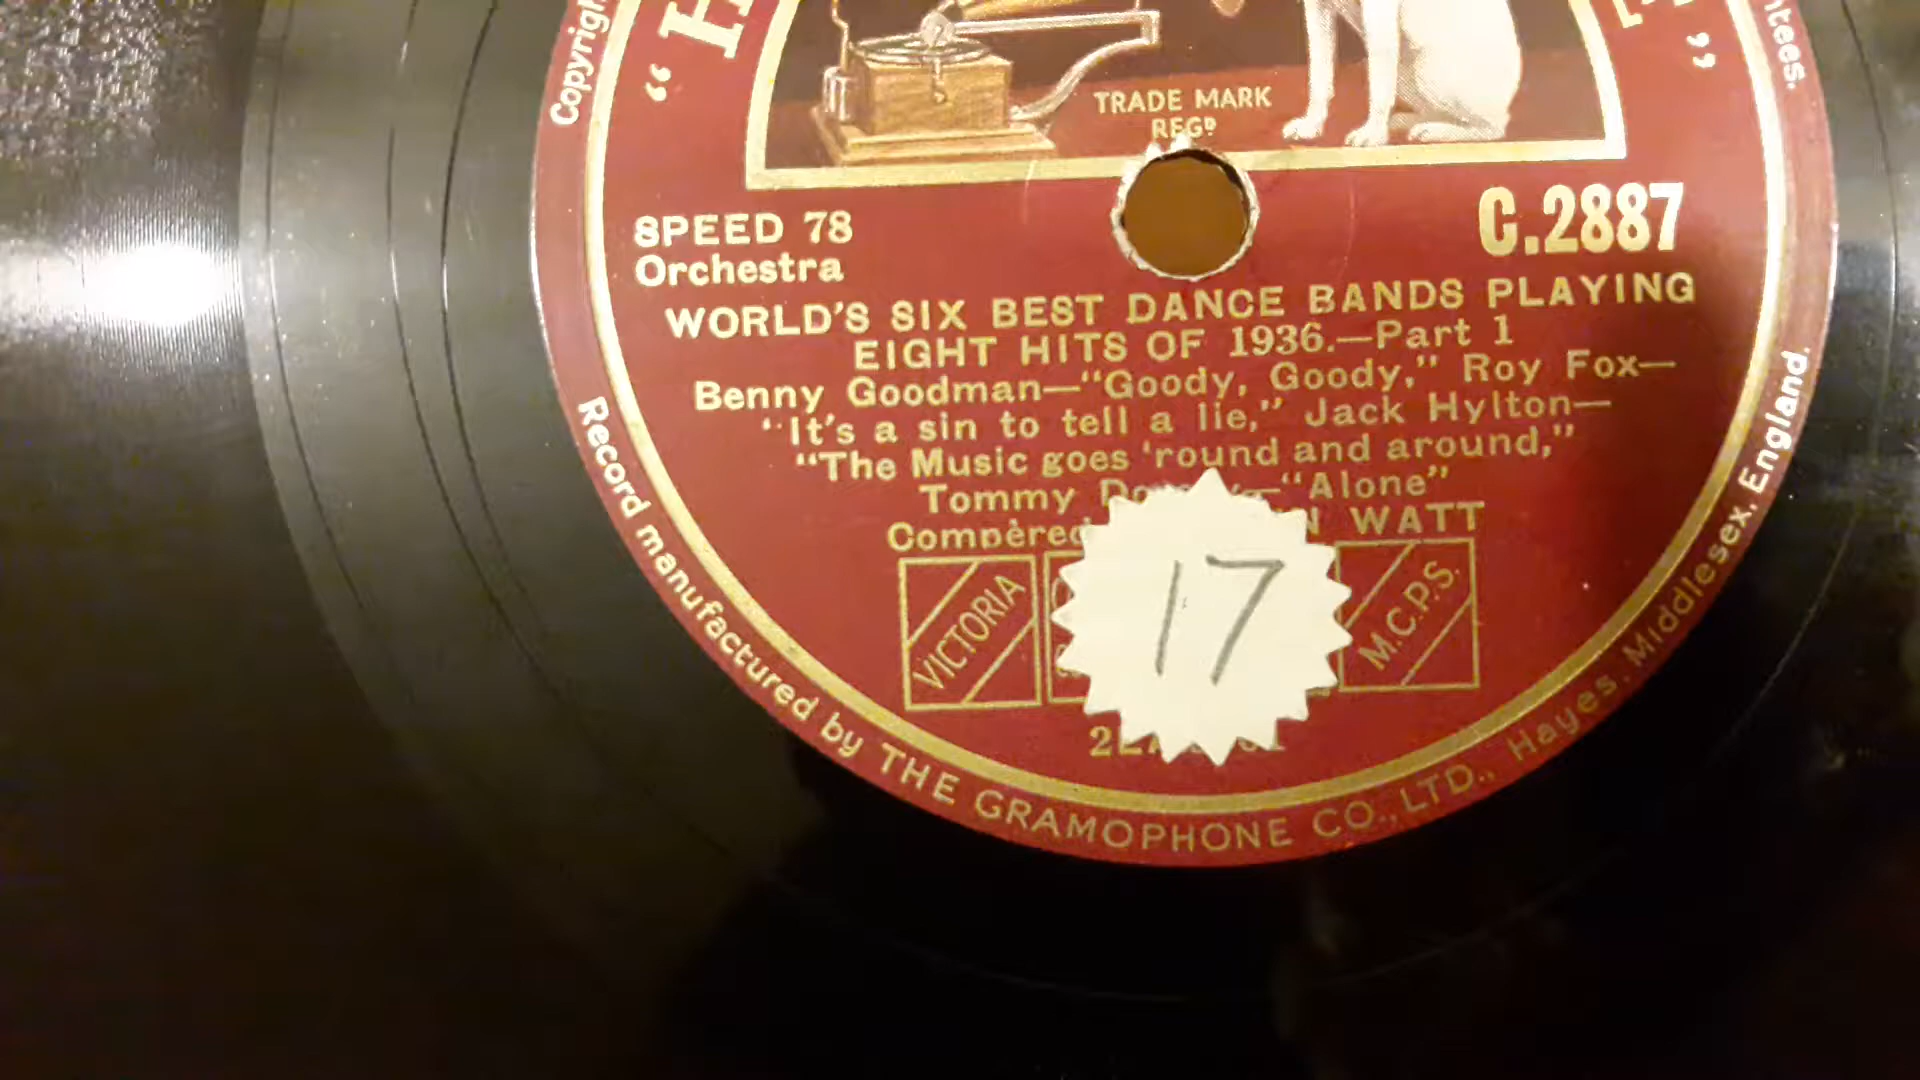 Copyrigh
TRADE MARK
REGD
SPEED 78
Orchestra
C.2887
WORLD'S SIX BEST DANCE BANDS PLAYING
EIGHT HITS OF 1936.—Part 1
Benny Goodman—"Goody, Goody," Roy Fox—
"It's a sin to tell a lie," Jack Hylton—
"The Music goes 'round and around,"
Tommy "Alone"
Compèred WATT
VICTORIA
17
M.C.P.S.
Record manufactured by THE GRAMOPHONE CO., LTD., Hayes, Middlesex, England.